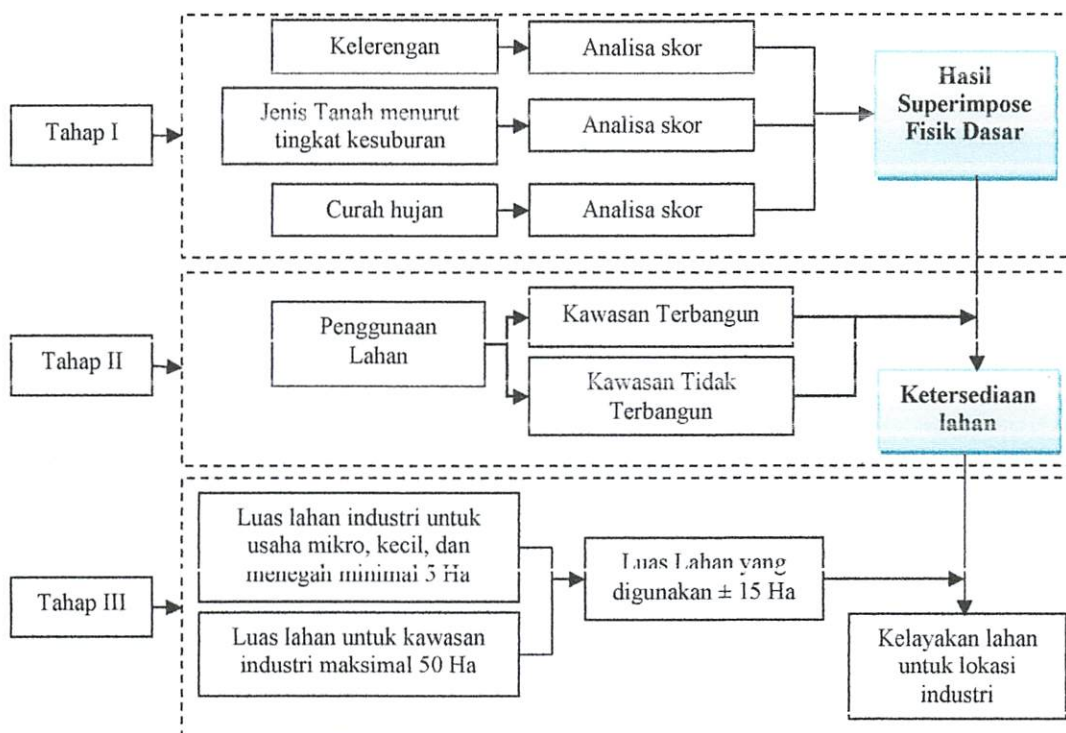 Tahap I
Kelerengan
Analisa skor
Jenis Tanah menurut
tingkat kesuburan
Analisa skor
Curah hujan
Analisa skor
Hasil
Superimpose
Fisik Dasar
Tahap II
Penggunaan
Lahan
Kawasan Terbangun
Kawasan Tidak
Terbangun
Ketersediaan
lahan
Tahap III
Luas lahan industri untuk
usaha mikro, kecil, dan
menegah minimal 5 Ha
Luas lahan untuk kawasan
industri maksimal 50 Ha
Luas Lahan yang
digunakan ± 15 Ha
Kelayakan lahan
untuk lokasi
industri